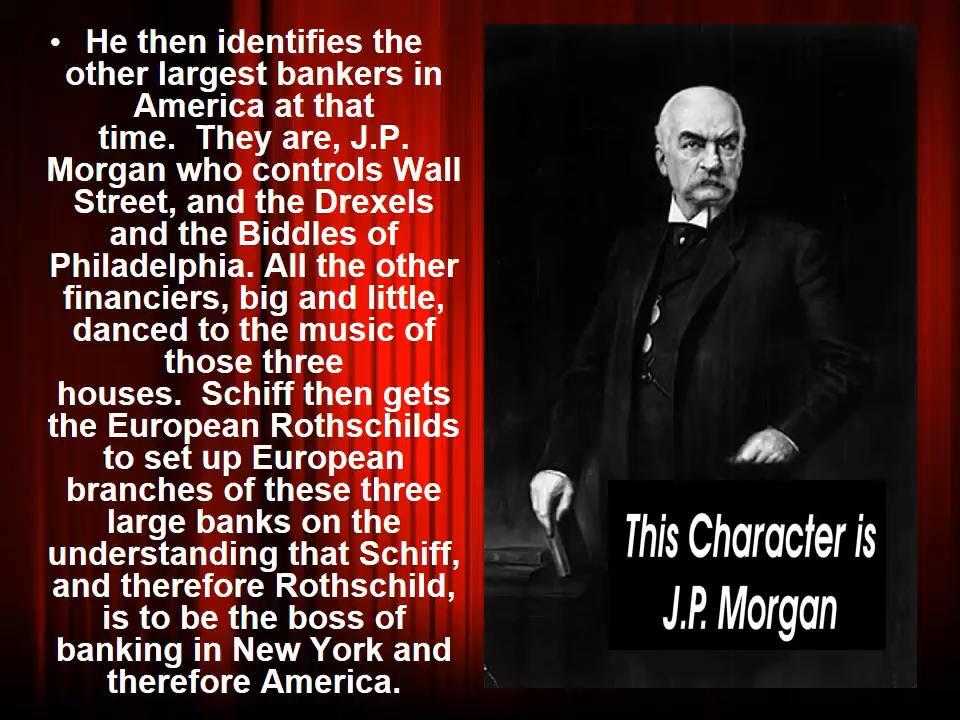 • He then identifies the
other largest bankers in
America at that
time.  They are, J.P.
Morgan who controls Wall
Street, and the Drexels
and the Biddles of
Philadelphia. All the other
financiers, big and little,
danced to the music of
those three
houses.  Schiff then gets
the European Rothschilds
to set up European
branches of these three
large banks on the
understanding that Schiff,
and therefore Rothschild,
is to be the boss of
banking in New York and
therefore America.
This Character is
J.P. Morgan